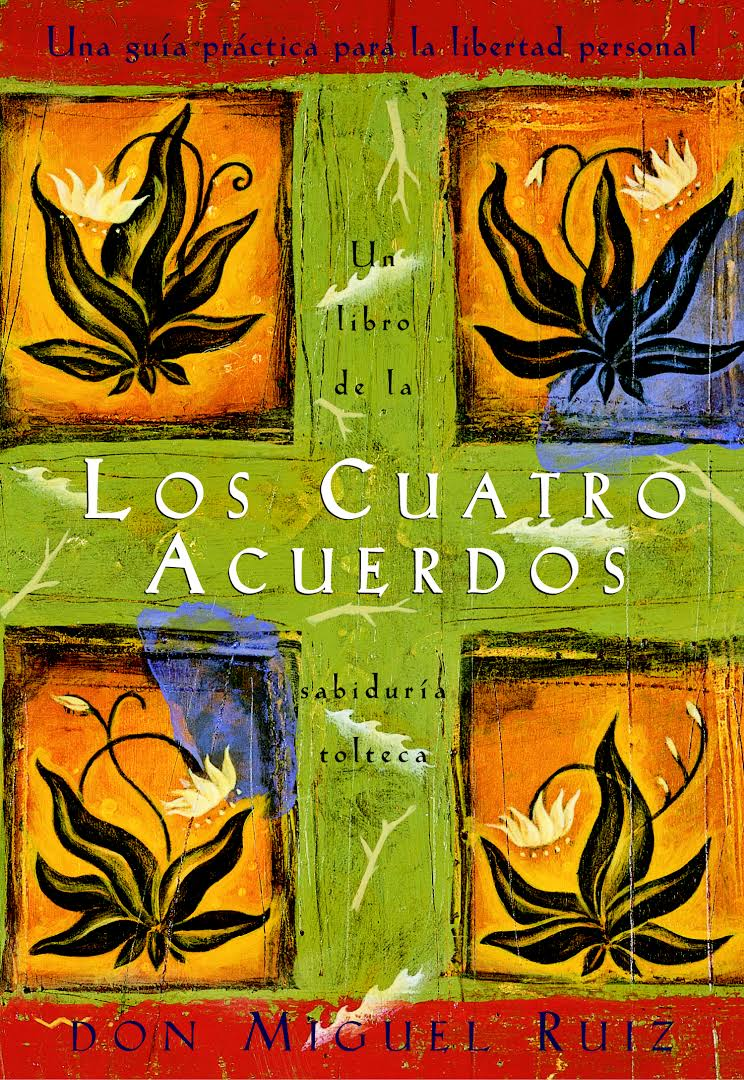 Una guía práctica para la libertad personal
Un
libro
de la
LOS CUATRO
ACUERDOS
sabiduría
tolteca
DON MIGUEL RUIZ